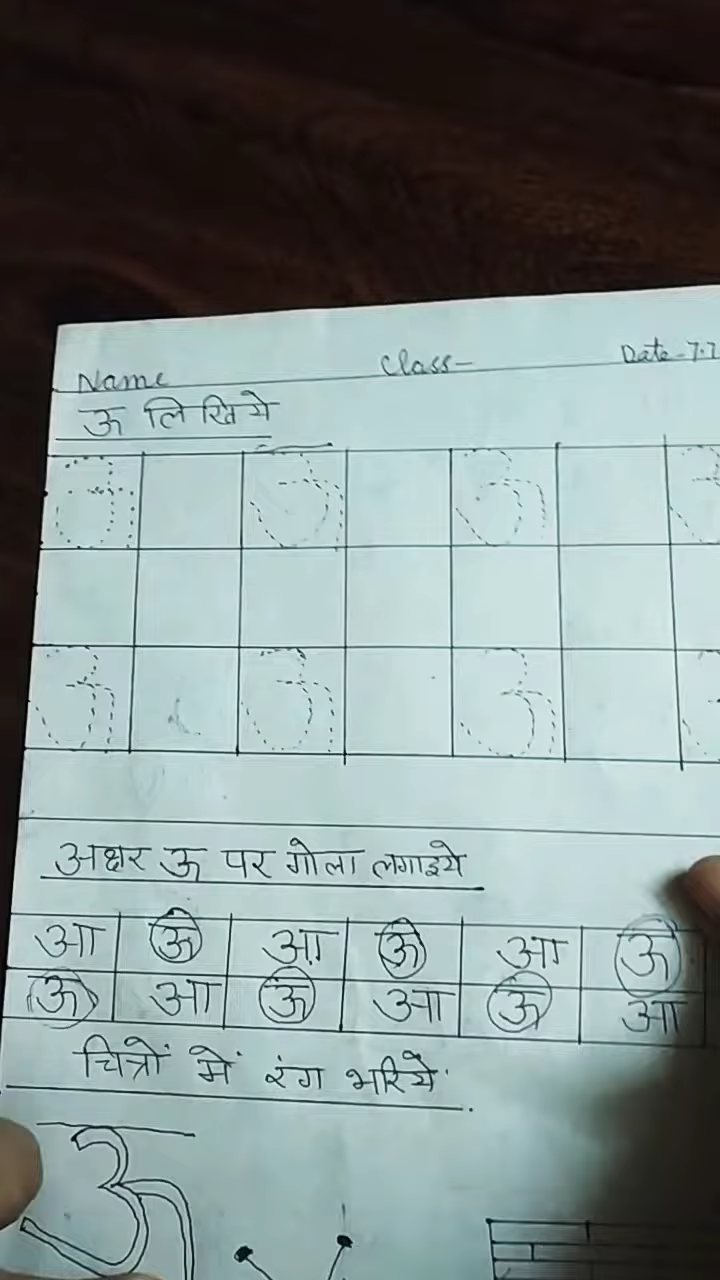 Name Class- Date-7.7
ऊ लिखिये
अ ऊ ऊ
ऊ ऊ ऊ
अक्षर ऊ पर गोला लगाइये
आ ऊ आ ऊ आ ऊ
ऊ आ ऊ आ ऊ आ
चित्रों में रंग भरिये
ऊ